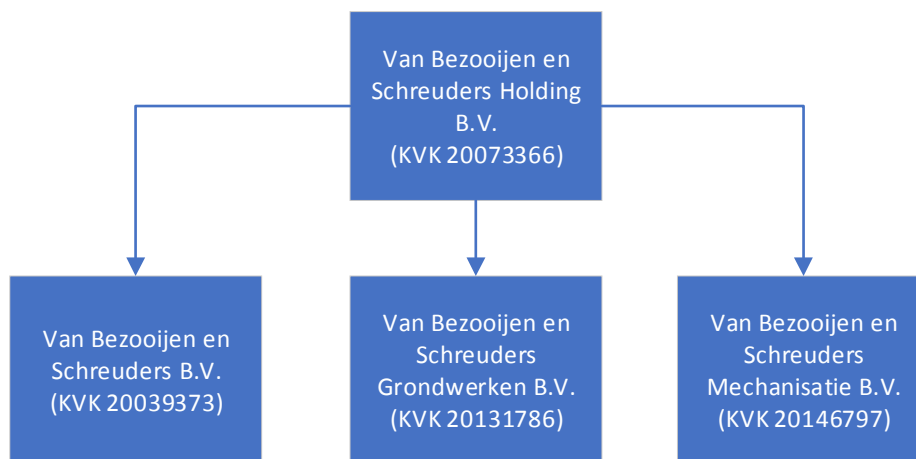 Van Bezooijen en
Schreuders Holding
B.V.
(KVK 20073366)
Van Bezooijen en
Schreuders B.V.
(KVK 20039373)
Van Bezooijen en
Schreuders
Grondwerken B.V.
(KVK 20131786)
Van Bezooijen en
Schreuders
Mechanisatie B.V.
(KVK 20146797)